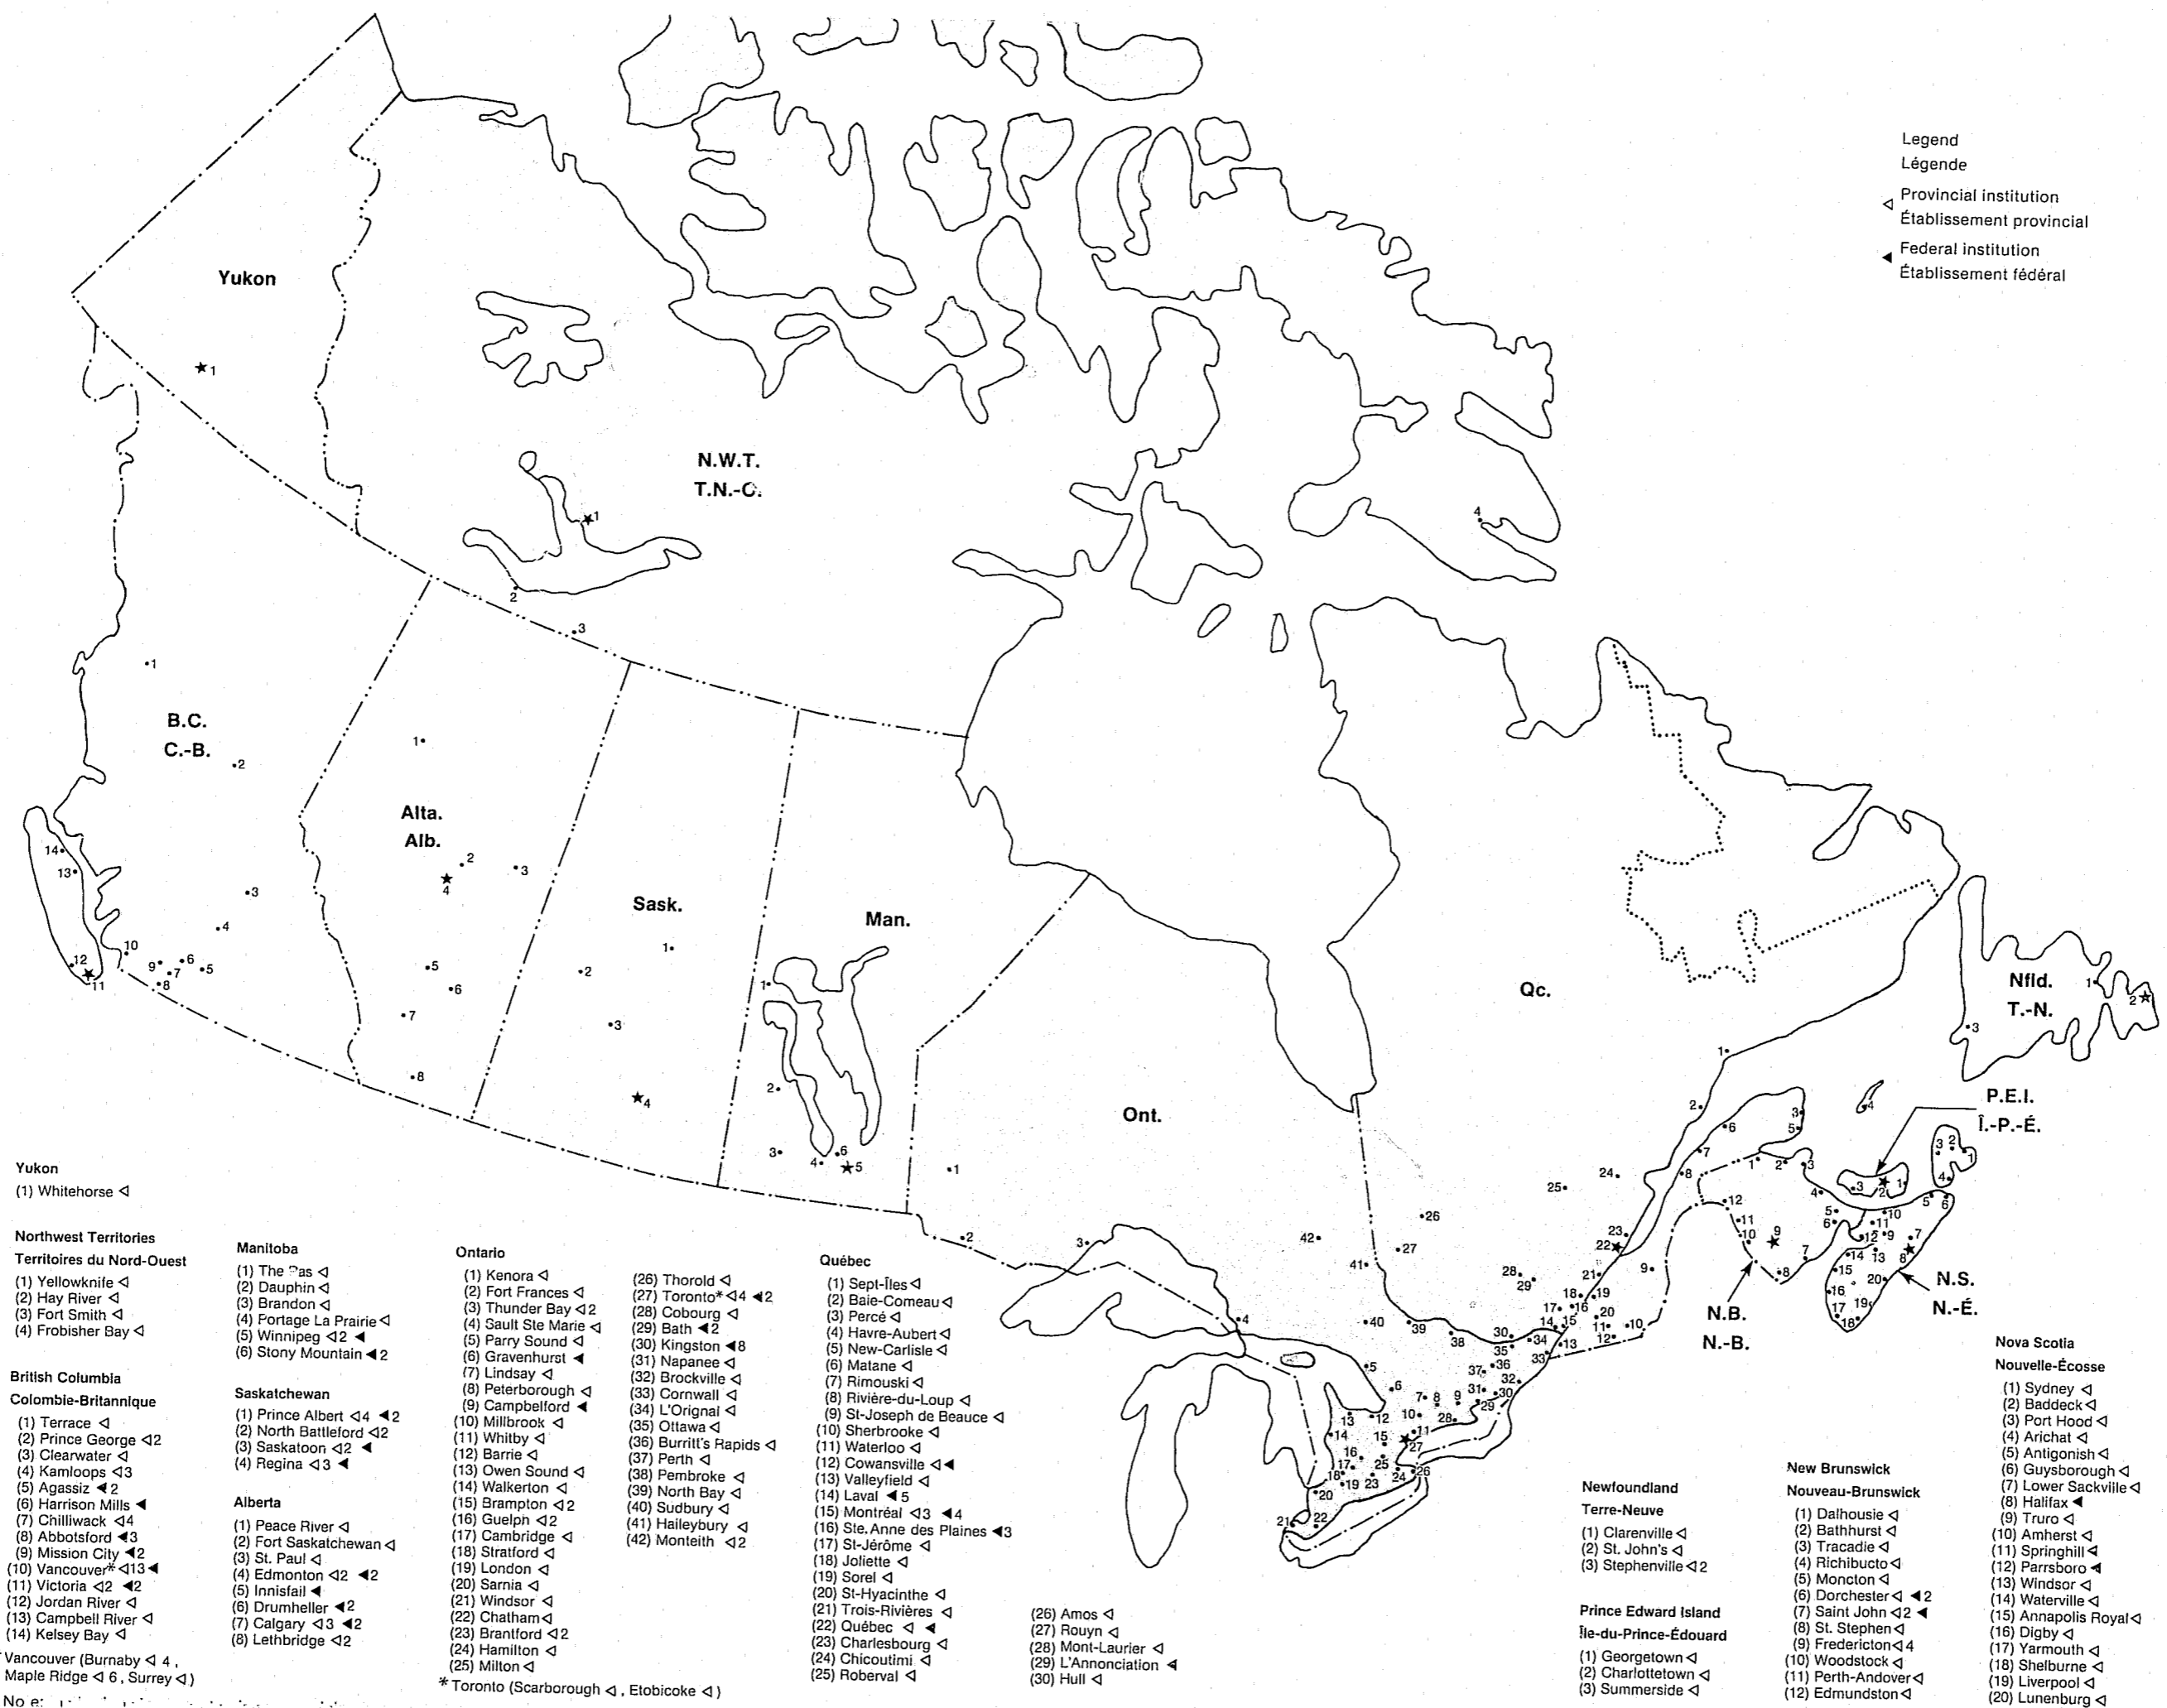 Legend
Légende
◁ Provincial institution
Établissement provincial
◀ Federal institution
Établissement fédéral
Yukon
N.W.T.
T.N.-O.
B.C.
C.-B.
Alta.
Alb.
Sask.
Man.
Ont.
Qc.
Nfld.
T.-N.
P.E.I.
Î.-P.-É.
N.B.
N.-B.
N.S.
N.-É.
Yukon
(1) Whitehorse ◁
Northwest Territories
Territoires du Nord-Ouest
(1) Yellowknife ◁
(2) Hay River ◁
(3) Fort Smith ◁
(4) Frobisher Bay ◁
British Columbia
Colombie-Britannique
(1) Terrace ◁
(2) Prince George ◁2
(3) Clearwater ◁
(4) Kamloops ◁3
(5) Agassiz ◀2
(6) Harrison Mills ◀
(7) Chilliwack ◁4
(8) Abbotsford ◀3
(9) Mission City ◀2
(10) Vancouver* ◁13 ◀
(11) Victoria ◁2 ◀2
(12) Jordan River ◁
(13) Campbell River ◁
(14) Kelsey Bay ◁
Vancouver (Burnaby ◁ 4,
Maple Ridge ◁ 6, Surrey ◁)
Manitoba
(1) The Pas ◁
(2) Dauphin ◁
(3) Brandon ◁
(4) Portage La Prairie ◁
(5) Winnipeg ◁2 ◀
(6) Stony Mountain ◀2
Saskatchewan
(1) Prince Albert ◁4 ◀2
(2) North Battleford ◁2
(3) Saskatoon ◁2 ◀
(4) Regina ◁3 ◀
Alberta
(1) Peace River ◁
(2) Fort Saskatchewan ◁
(3) St. Paul ◁
(4) Edmonton ◁2 ◀2
(5) Innisfail ◀
(6) Drumheller ◀2
(7) Calgary ◁3 ◀2
(8) Lethbridge ◁2
Ontario
(1) Kenora ◁
(2) Fort Frances ◁
(3) Thunder Bay ◁2
(4) Sault Ste Marie ◁
(5) Parry Sound ◁
(6) Gravenhurst ◀
(7) Lindsay ◁
(8) Peterborough ◁
(9) Campbelford ◀
(10) Millbrook ◁
(11) Whitby ◁
(12) Barrie ◁
(13) Owen Sound ◁
(14) Walkerton ◁
(15) Brampton ◁2
(16) Guelph ◁2
(17) Cambridge ◁
(18) Stratford ◁
(19) London ◁
(20) Sarnia ◁
(21) Windsor ◁
(22) Chatham ◁
(23) Brantford ◁2
(24) Hamilton ◁
(25) Milton ◁
(26) Thorold ◁
(27) Toronto* ◁4 ◀2
(28) Cobourg ◁
(29) Bath ◀2
(30) Kingston ◀8
(31) Napanee ◁
(32) Brockville ◁
(33) Cornwall ◁
(34) L'Orignal ◁
(35) Ottawa ◁
(36) Burritt's Rapids ◁
(37) Perth ◁
(38) Pembroke ◁
(39) North Bay ◁
(40) Sudbury ◁
(41) Haileybury ◁
(42) Monteith ◁2
*Toronto (Scarborough ◁, Etobicoke ◁)
Québec
(1) Sept-Îles ◁
(2) Baie-Comeau ◁
(3) Percé ◁
(4) Havre-Aubert ◁
(5) New-Carlisle ◁
(6) Matane ◁
(7) Rimouski ◁
(8) Rivière-du-Loup ◁
(9) St-Joseph de Beauce ◁
(10) Sherbrooke ◁
(11) Waterloo ◁
(12) Cowansville ◁ ◀
(13) Valleyfield ◁
(14) Laval ◀ 5
(15) Montréal ◁3 ◀4
(16) Ste. Anne des Plaines ◀3
(17) St-Jérôme ◁
(18) Joliette ◁
(19) Sorel ◁
(20) St-Hyacinthe ◁
(21) Trois-Rivières ◁
(22) Québec ◁ ◀
(23) Charlesbourg ◁
(24) Chicoutimi ◁
(25) Roberval ◁
(26) Amos ◁
(27) Rouyn ◁
(28) Mont-Laurier ◁
(29) L'Annonciation ◀
(30) Hull ◁
Newfoundland
Terre-Neuve
(1) Clarenville ◁
(2) St. John's ◁
(3) Stephenville ◁2
Prince Edward Island
Île-du-Prince-Édouard
(1) Georgetown ◁
(2) Charlottetown ◁
(3) Summerside ◁
New Brunswick
Nouveau-Brunswick
(1) Dalhousie ◁
(2) Bathhurst ◁
(3) Tracadie ◁
(4) Richibucto ◁
(5) Moncton ◁
(6) Dorchester ◁ ◀2
(7) Saint John ◁2 ◀
(8) St. Stephen ◁
(9) Fredericton ◁4
(10) Woodstock ◁
(11) Perth-Andover ◁
(12) Edmundston ◁
Nova Scotia
Nouvelle-Écosse
(1) Sydney ◁
(2) Baddeck ◁
(3) Port Hood ◁
(4) Arichat ◁
(5) Antigonish ◁
(6) Guysborough ◁
(7) Lower Sackville ◁
(8) Halifax ◀
(9) Truro ◁
(10) Amherst ◁
(11) Springhill ◀
(12) Parrsboro ◀
(13) Windsor ◁
(14) Waterville ◁
(15) Annapolis Royal ◁
(16) Digby ◁
(17) Yarmouth ◁
(18) Shelburne ◁
(19) Liverpool ◁
(20) Lunenburg ◁